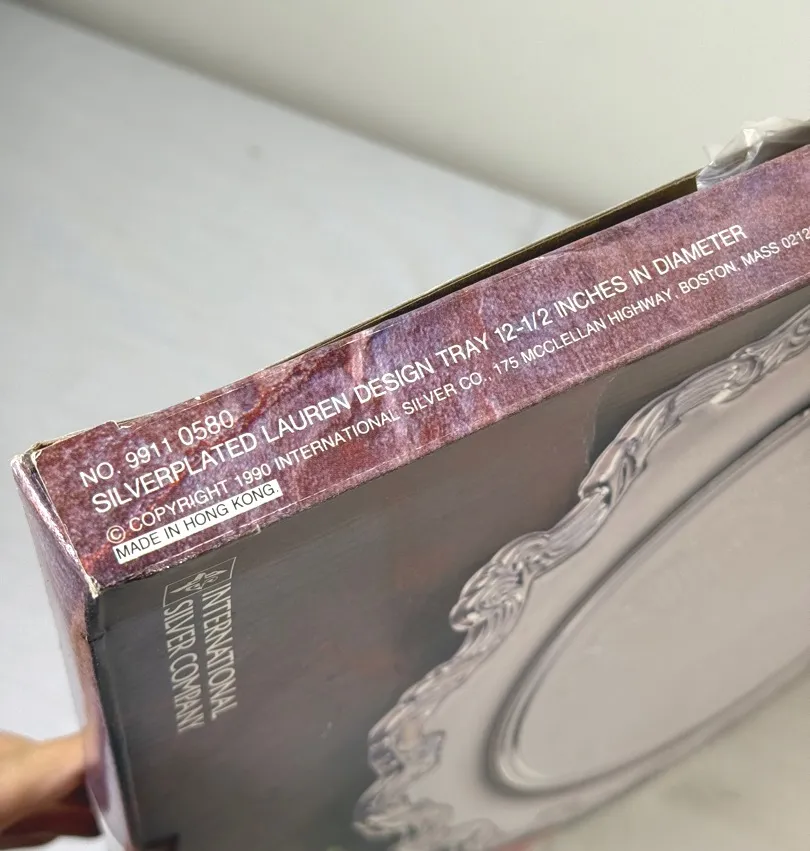 NO. 9911 0580
SILVERPLATED LAUREN DESIGN TRAY 12-1/2 INCHES IN DIAMETER
© COPYRIGHT 1990 INTERNATIONAL SILVER CO., 175 MCCLELLAN HIGHWAY, BOSTON, MASS 0212
MADE IN HONG KONG.
INTERNATIONAL
SILVER COMPANY